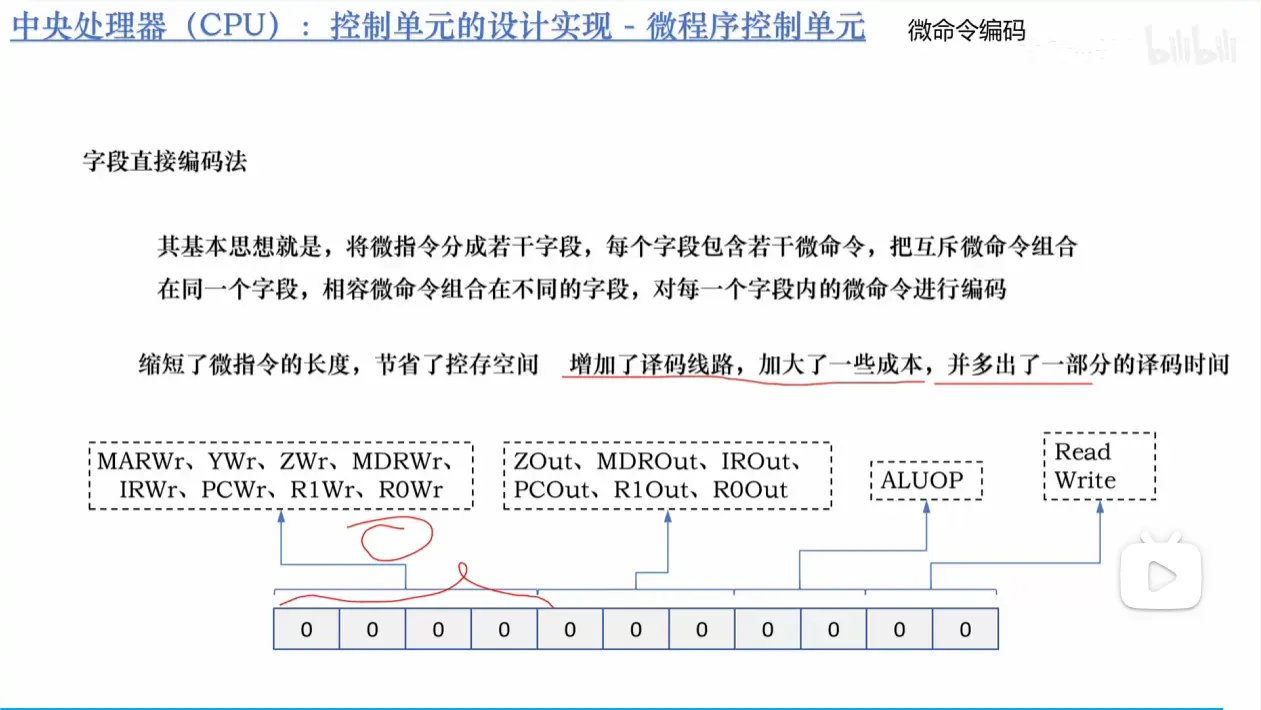 中央处理器（CPU）：控制单元的设计实现 - 微程序控制单元 微命令编码
bilibili
字段直接编码法
其基本思想就是，将微指令分成若干字段，每个字段包含若干微命令，把互斥微命令组合
在同一个字段，相容微命令组合在不同的字段，对每一个字段内的微命令进行编码
缩短了微指令的长度，节省了控存空间 增加了译码线路，加大了一些成本，并多出了一部分的译码时间
MARWr、YWr、ZWr、MDRWr、
IRWr、PCWr、R1Wr、R0Wr
ZOut、MDROut、IROut、
PCOut、R1Out、R0Out
ALUOP
Read
Write
0 0 0 0 0 0 0 0 0 0 0